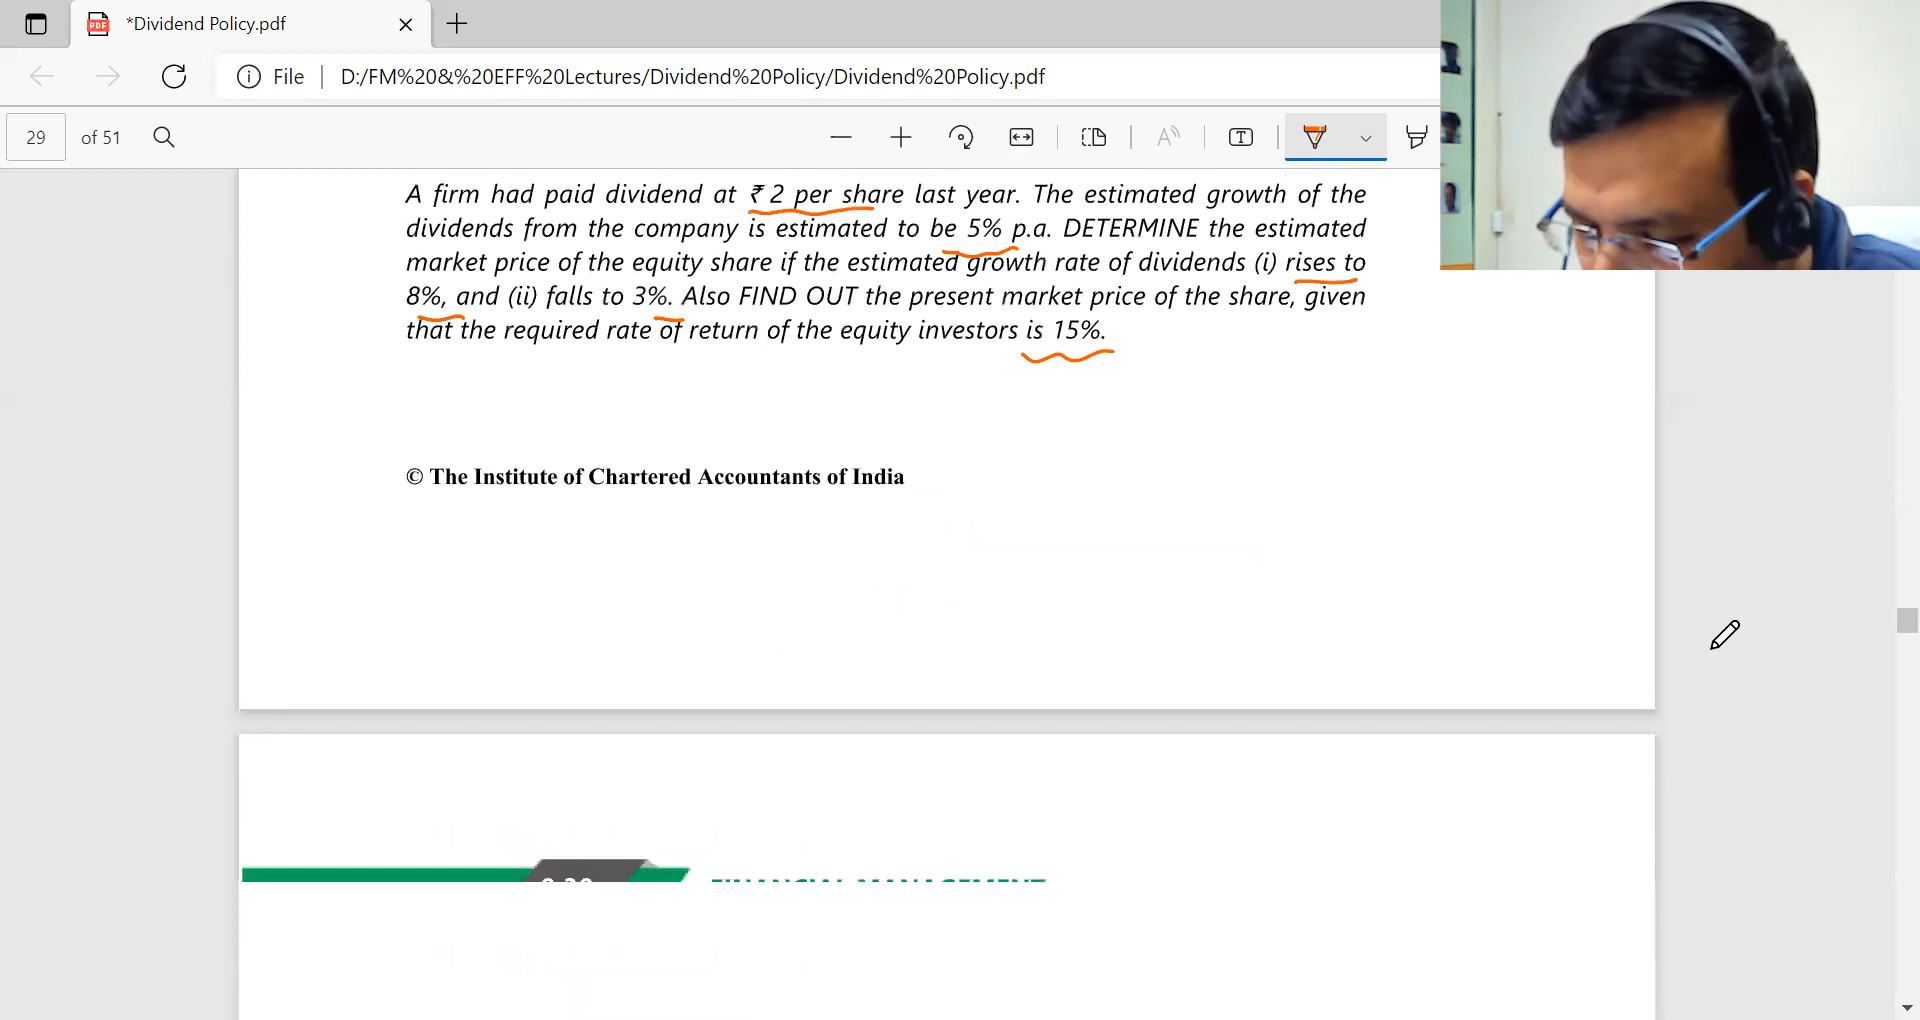 *Dividend Policy.pdf
File
D:/FM%20&%20EFF%20Lectures/Dividend%20Policy/Dividend%20Policy.pdf
29 of 51
A firm had paid dividend at ₹ 2 per share last year. The estimated growth of the
dividends from the company is estimated to be 5% p.a. DETERMINE the estimated
market price of the equity share if the estimated growth rate of dividends (i) rises to
8%, and (ii) falls to 3%. Also FIND OUT the present market price of the share, given
that the required rate of return of the equity investors is 15%.
© The Institute of Chartered Accountants of India
FINANCIAL MANAGEMENT